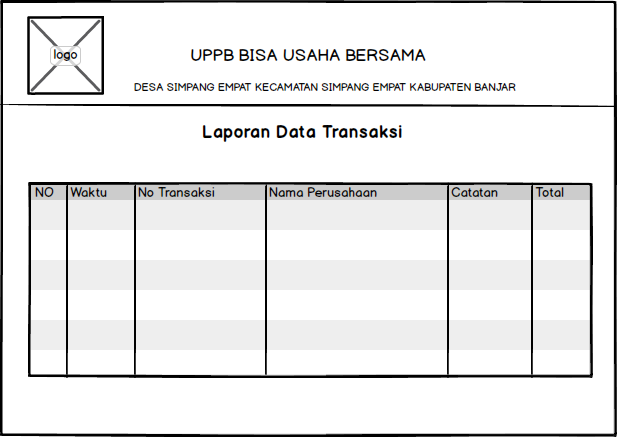 logo
UPPB BISA USAHA BERSAMA
DESA SIMPANG EMPAT KECAMATAN SIMPANG EMPAT KABUPATEN BANJAR
Laporan Data Transaksi
NO Waktu No Transaksi Nama Perusahaan Catatan Total